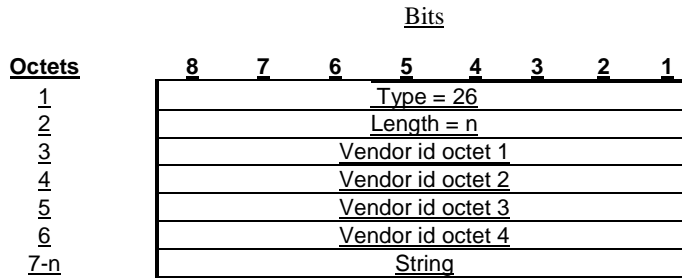 Bits
Octets 8 7 6 5 4 3 2 1
1 Type = 26
2 Length = n
3 Vendor id octet 1
4 Vendor id octet 2
5 Vendor id octet 3
6 Vendor id octet 4
7-n String